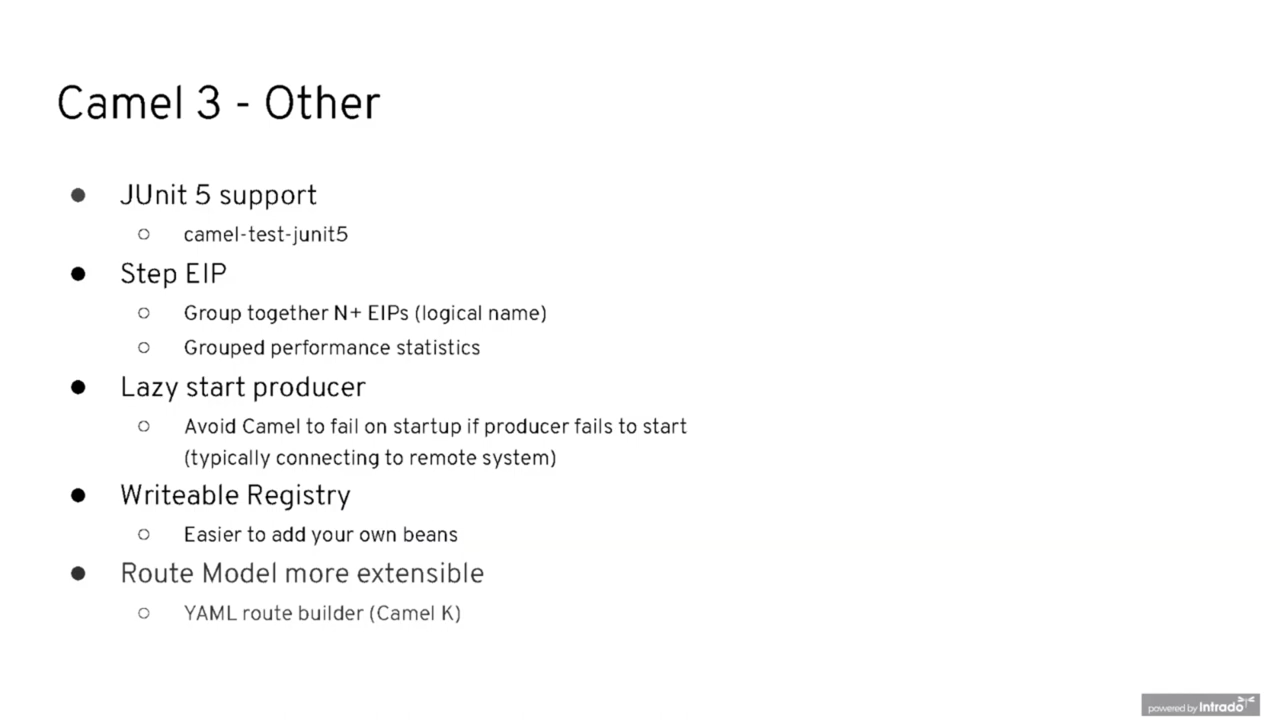 Camel 3 - Other
● JUnit 5 support
○ camel-test-junit5
● Step EIP
○ Group together N+ EIPs (logical name)
○ Grouped performance statistics
● Lazy start producer
○ Avoid Camel to fail on startup if producer fails to start
(typically connecting to remote system)
● Writeable Registry
○ Easier to add your own beans
● Route Model more extensible
○ YAML route builder (Camel K)
powered by Intrado